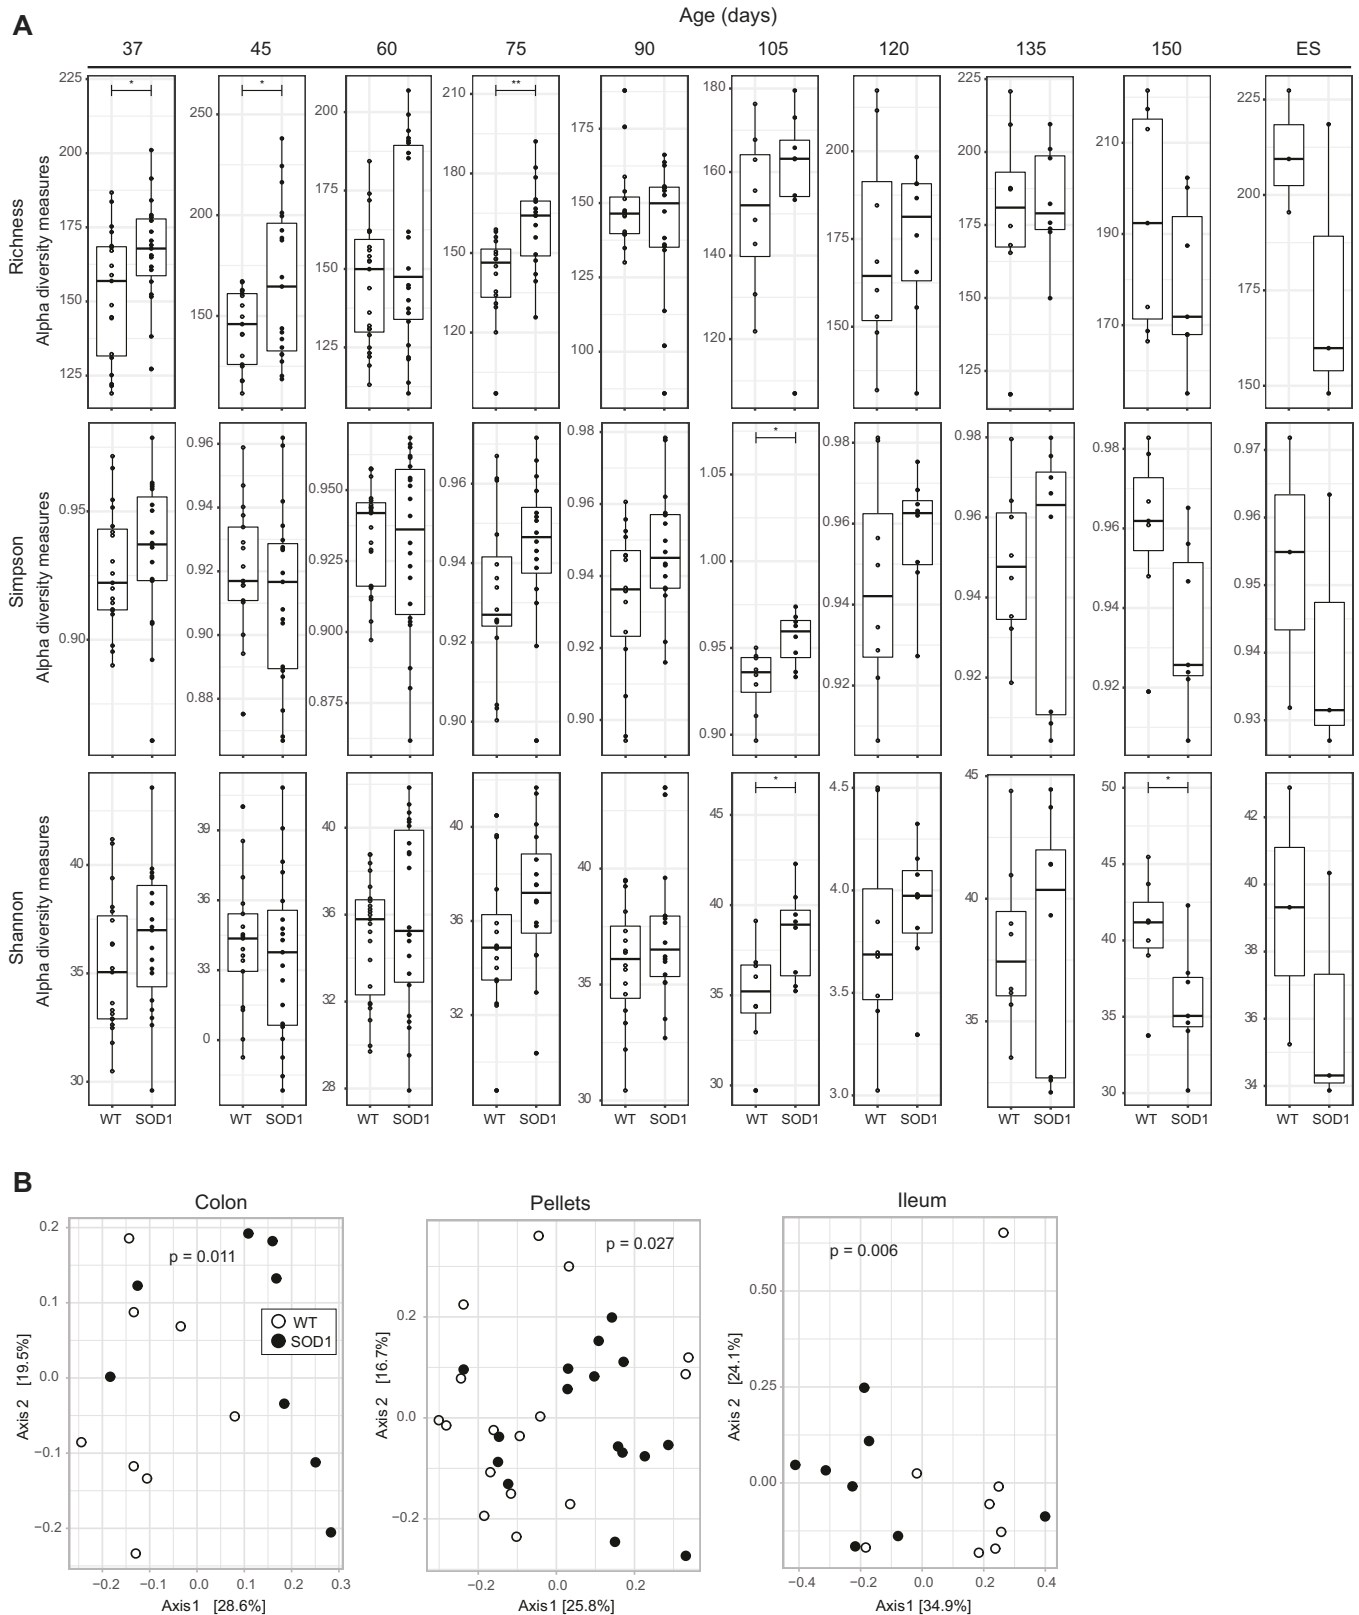 A
Age (days)
37 45 60 75 90 105 120 135 150 ES
Richness
Alpha diversity measures
225 200 175 150 125
*
250 200 150
*
200 175 150 125
210 180 150 120
**
175 150 125 100
180 160 140 120
200 175 150
225 200 175 150 125
210 190 170
225 200 175 150
Simpson
Alpha diversity measures
0.95 0.90
0.96 0.94 0.92 0.90 0.88
0.950 0.925 0.900 0.875
0.96 0.94 0.92 0.90
0.98 0.96 0.94 0.92 0.90
1.05 1.00 0.95 0.90
*
0.98 0.96 0.94 0.92
0.98 0.96 0.94 0.92
0.98 0.96 0.94 0.92
0.97 0.96 0.95 0.94 0.93
Shannon
Alpha diversity measures
40 35 30
39 36 33 0
40 36 32 28
40 36 32
40 35 30
45 40 35 30
*
4.5 4.0 3.5 3.0
45 40 35
50 45 40 35 30
*
42 40 38 36 34
WT SOD1 WT SOD1 WT SOD1 WT SOD1 WT SOD1 WT SOD1 WT SOD1 WT SOD1 WT SOD1 WT SOD1
B
Colon
p = 0.011
WT
SOD1
Axis 2 [19.5%]
0.2
0.1
0.0
−0.1
−0.2
−0.2 −0.1 0.0 0.1 0.2 0.3
Axis1 [28.6%]
Pellets
p = 0.027
Axis 2 [16.7%]
0.2
0.0
−0.2
−0.2 0.0 0.2
Axis1 [25.8%]
Ileum
p = 0.006
Axis 2 [24.1%]
0.50
0.25
0.00
−0.4 −0.2 0.0 0.2 0.4
Axis1 [34.9%]